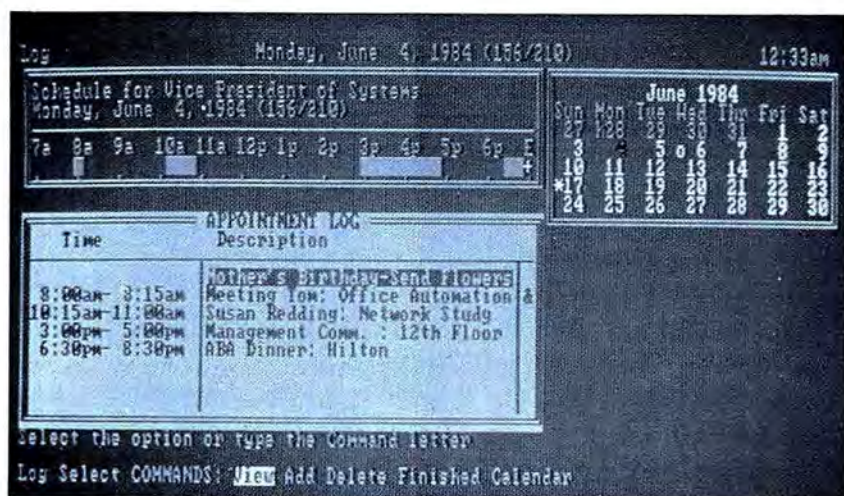 Log Monday, June 4, 1984 (156/210) 12:33am
Schedule for Vice President of Systems
Monday, June 4, 1984 (156/210)
7a 8a 9a 10a 11a 12p 1p 2p 3p 4p 5p 6p E
+
June 1984
Sun Mon Tue Wed Thr Fri Sat
27 h28 29 30 31 1 2
3 5 o 6 7 8 9
10 11 12 13 14 15 16
*17 18 19 20 21 22 23
24 25 26 27 28 29 30
APPOINTMENT LOG
Time Description
Mother's Birthday-Send Flowers
8:00am- 8:15am Meeting Tom: Office Automation &
10:15am-11:00am Susan Redding: Network Study
3:00pm- 5:00pm Management Comm. : 12th Floor
6:30pm- 8:30pm ABA Dinner: Hilton
Select the option or type the Command letter
Log Select COMMANDS: View Add Delete Finished Calendar